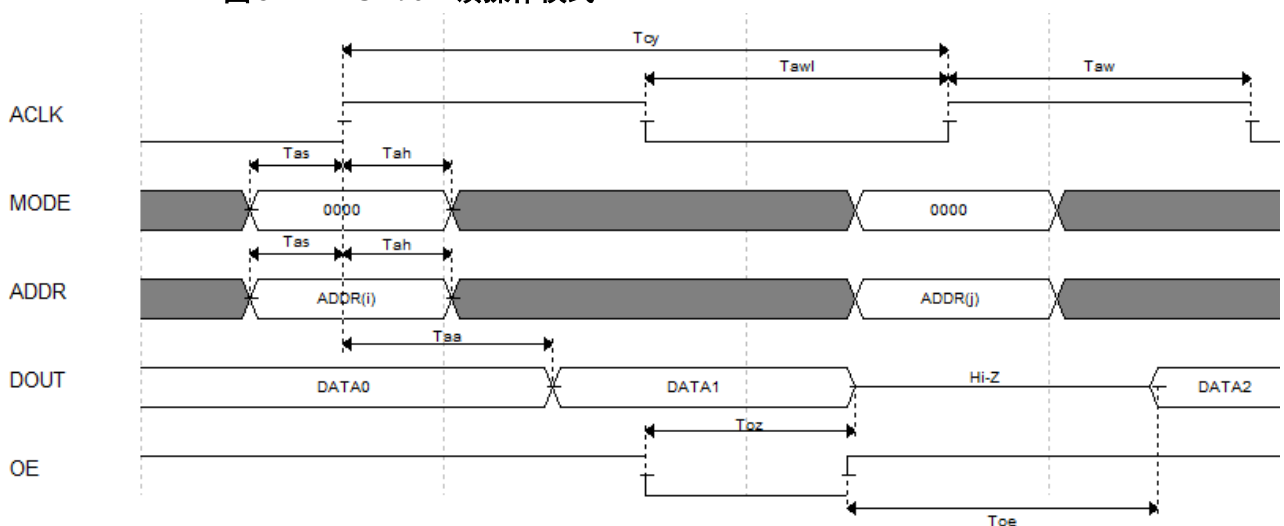 Tcy
Tawl
Taw
ACLK
Tas
Tah
MODE
0000
0000
Tas
Tah
ADDR
ADDR(i)
ADDR(j)
Taa
DOUT
DATA0
DATA1
Hi-Z
DATA2
Toz
OE
Toe